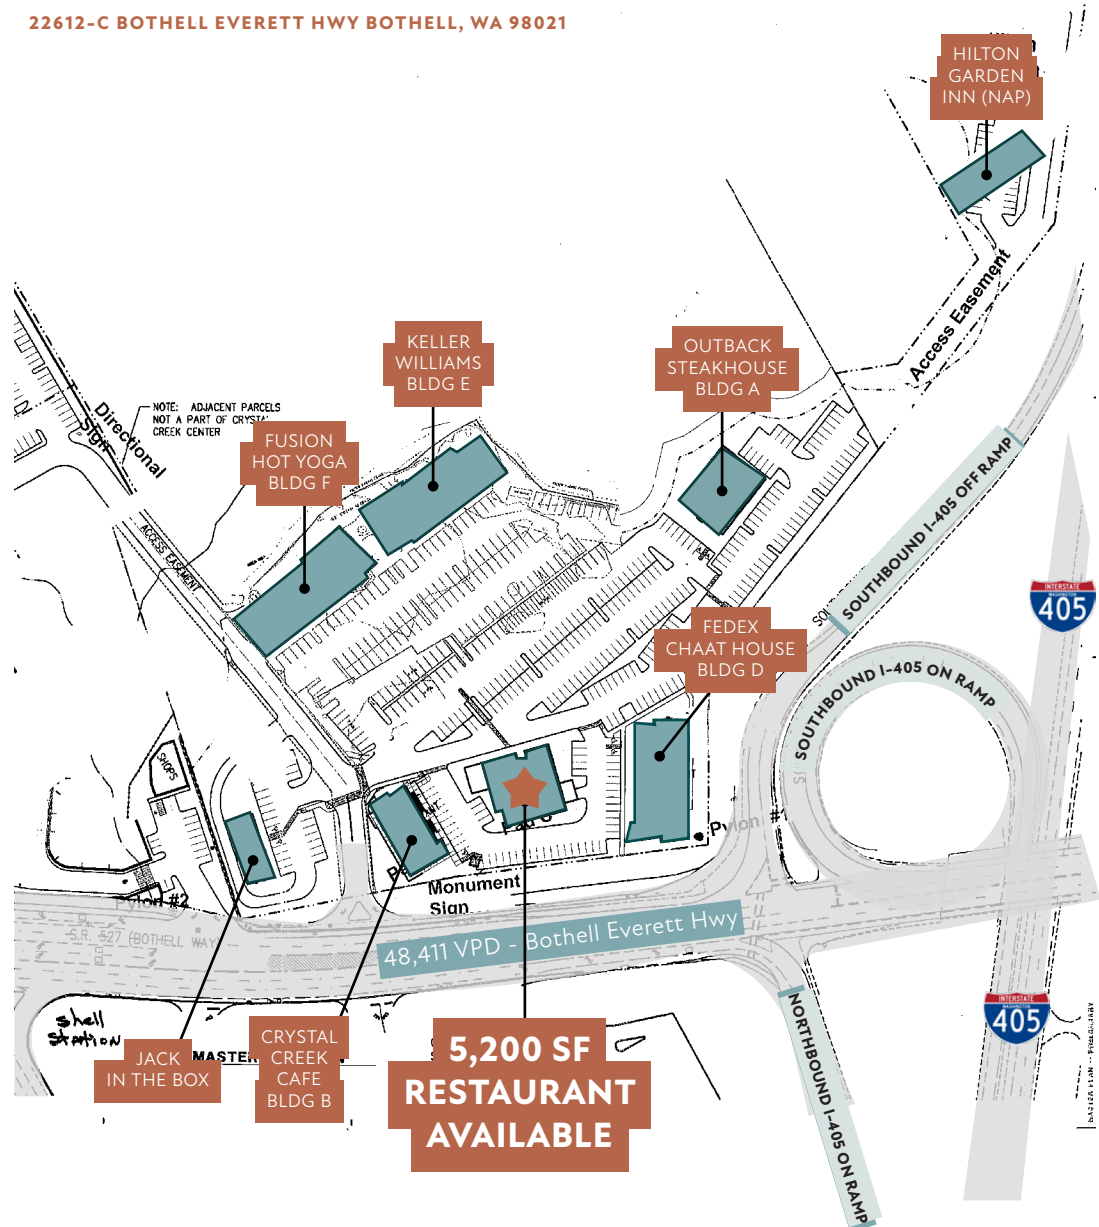 22612-C BOTHELL EVERETT HWY BOTHELL, WA 98021
HILTON
GARDEN
INN (NAP)
Access Easement
KELLER
WILLIAMS
BLDG E
OUTBACK
STEAKHOUSE
BLDG A
Directional
Sign
NOTE: ADJACENT PARCELS
NOT A PART OF CRYSTAL
CREEK CENTER
FUSION
HOT YOGA
BLDG F
ACCESS EASEMENT
SOUTHBOUND I-405 OFF RAMP
INTERSTATE
WASHINGTON
405
FEDEX
CHAAT HOUSE
BLDG D
SOUTHBOUND I-405 ON RAMP
SHOPS
Pylon #1
Monument
Sign
Pylon #2
S.R. 527 (BOTHELL WAY)
48,411 VPD - Bothell Everett Hwy
INTERSTATE
WASHINGTON
405
NORTHBOUND I-405 ON RAMP
Shell
Station
JACK
IN THE BOX
MASTER
CRYSTAL
CREEK
CAFE
BLDG B
5,200 SF
RESTAURANT
AVAILABLE